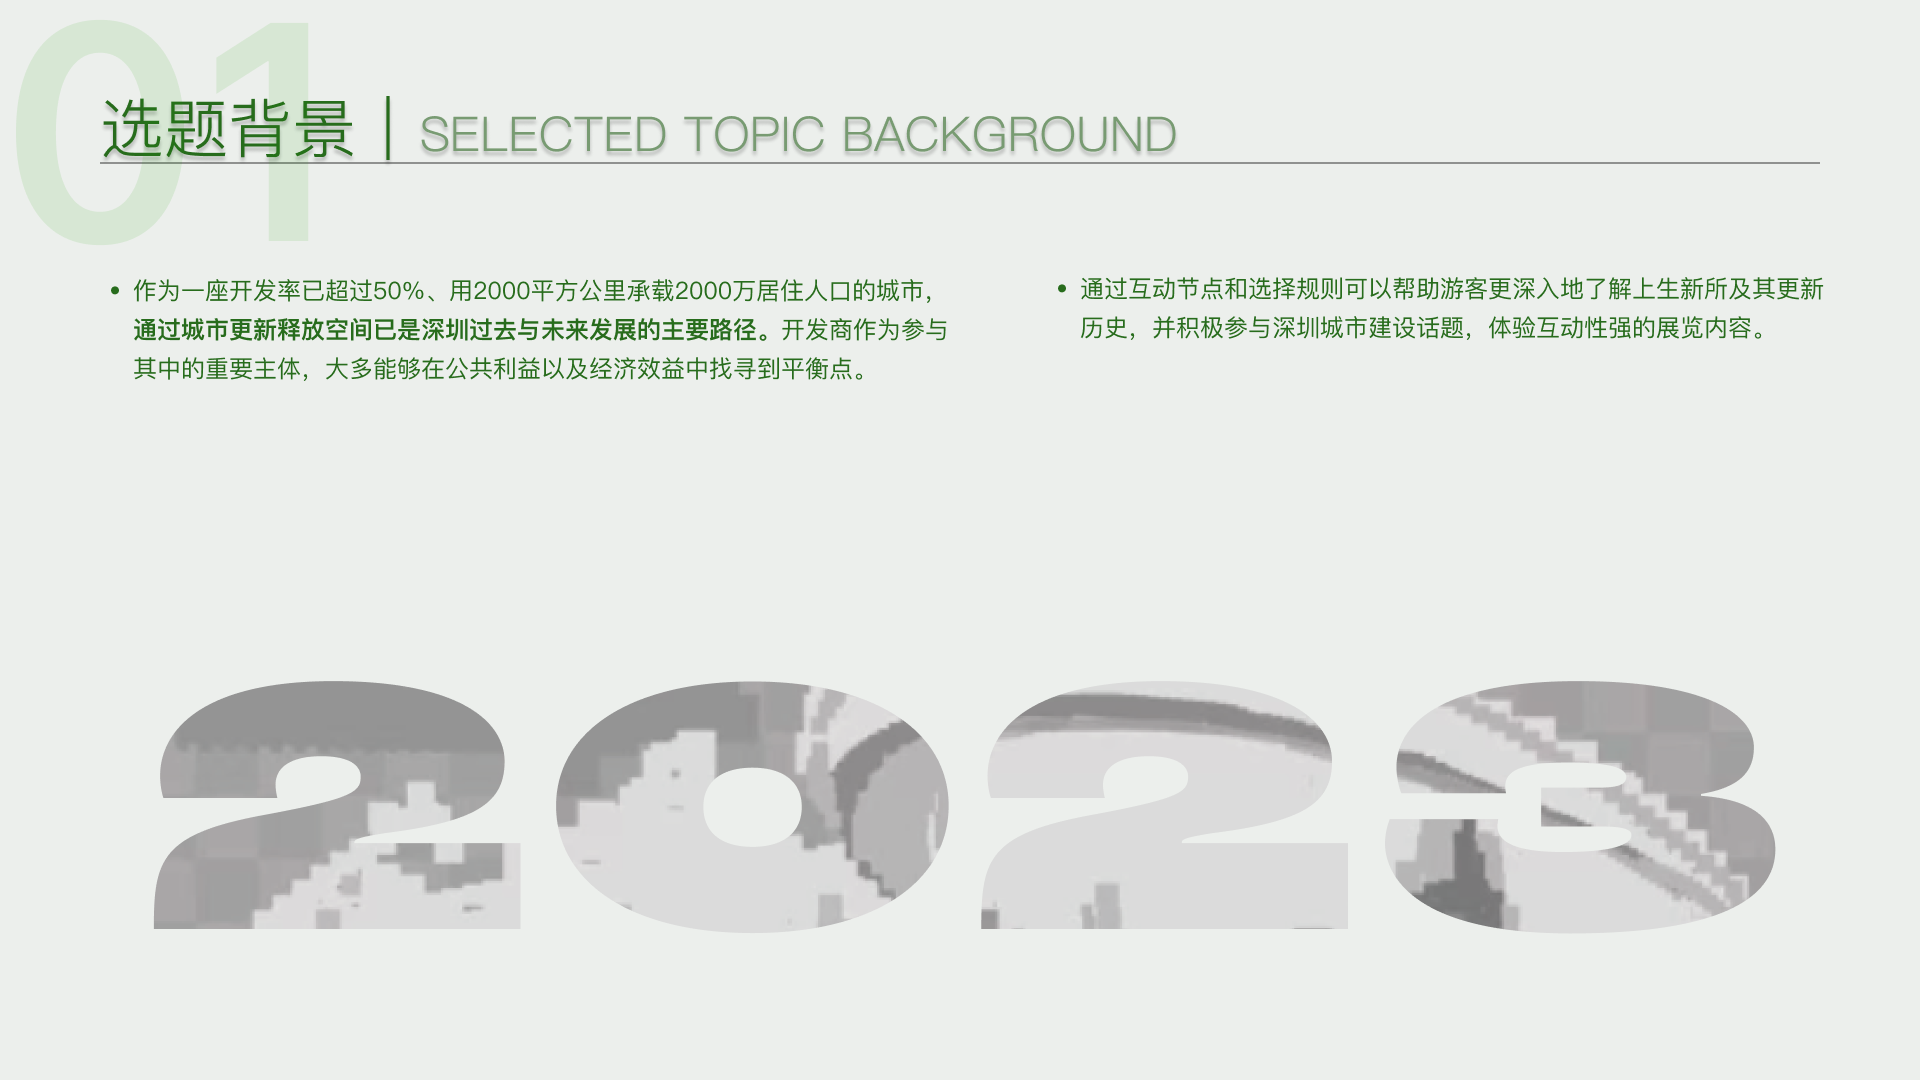 01
选题背景 | SELECTED TOPIC BACKGROUND
• 作为一座开发率已超过50%、用2000平方公里承载2000万居住人口的城市，
通过城市更新释放空间已是深圳过去与未来发展的主要路径。开发商作为参与
其中的重要主体，大多能够在公共利益以及经济效益中找寻到平衡点。
• 通过互动节点和选择规则可以帮助游客更深入地了解上生新所及其更新
历史，并积极参与深圳城市建设话题，体验互动性强的展览内容。
2023